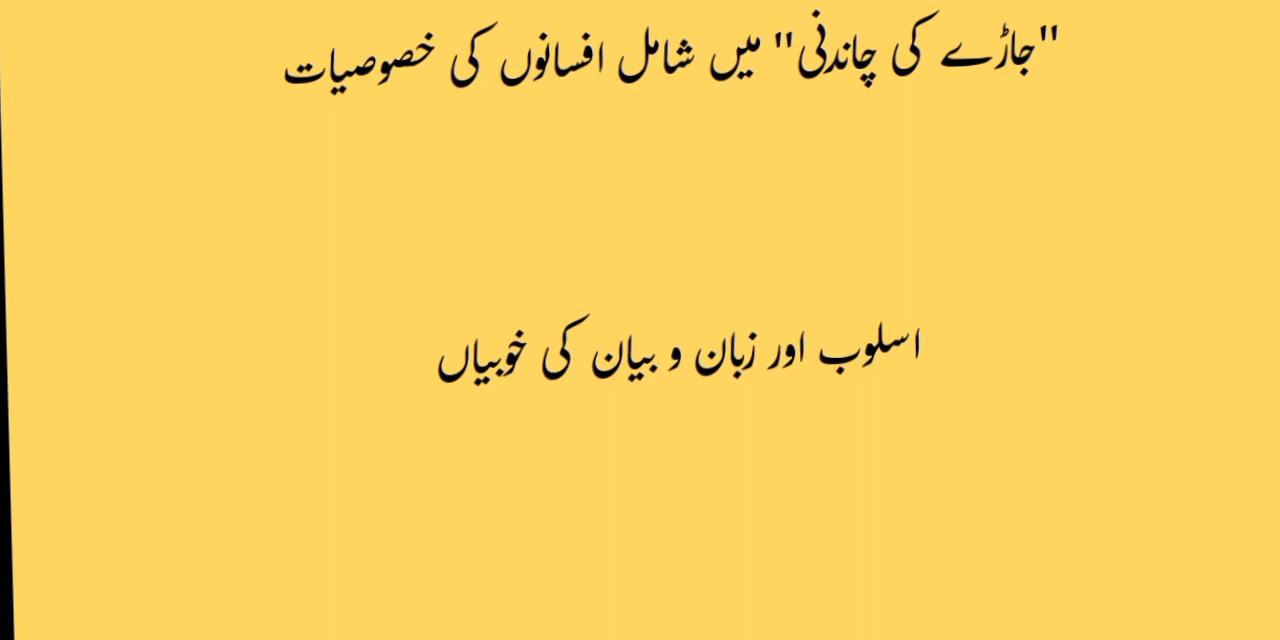 "جاڑے کی چاندنی" میں شامل افسانوں کی خصوصیات
اسلوب اور زبان و بیان کی خوبیاں